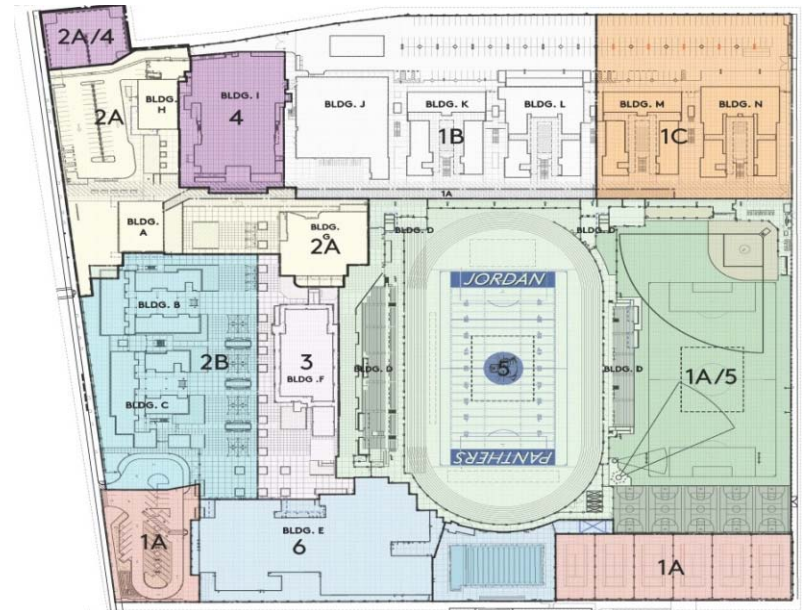 2A/4
2A
BLDG.
H
BLDG. I
4
BLDG. J
BLDG. K
BLDG. L
1B
BLDG. M
BLDG. N
1C
1A
BLDG.
A
BLDG.
G
2A
BLDG. D
BLDG. D
JORDAN
BLDG. B
2B
3
BLDG .F
BLDG. D
5
BLDG. D
1A/5
BLDG. C
PANTHERS
1A
BLDG. E
6
1A